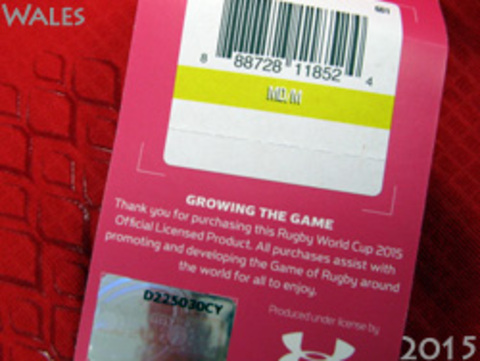 WALES
8 88728 11852 4
MD. M
GROWING THE GAME
Thank you for purchasing this Rugby World Cup 2015
Official Licensed Product. All purchases assist with
promoting and developing the Game of Rugby around
the world for all to enjoy.
D225030CY
Produced under license by
2015